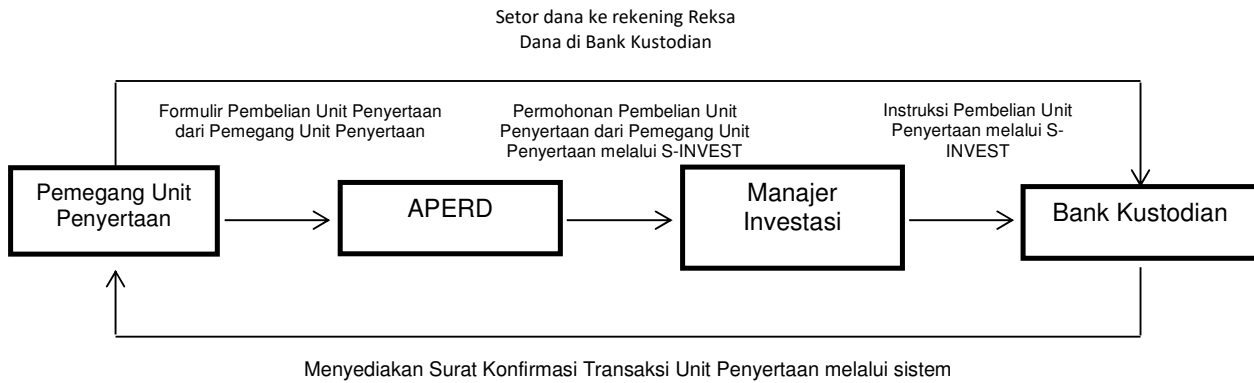 Setor dana ke rekening Reksa
Dana di Bank Kustodian
Formulir Pembelian Unit Penyertaan
dari Pemegang Unit Penyertaan
Permohonan Pembelian Unit
Penyertaan dari Pemegang Unit
Penyertaan melalui S-INVEST
Instruksi Pembelian Unit
Penyertaan melalui S-
INVEST
Pemegang Unit
Penyertaan
APERD
Manajer
Investasi
Bank Kustodian
Menyediakan Surat Konfirmasi Transaksi Unit Penyertaan melalui sistem